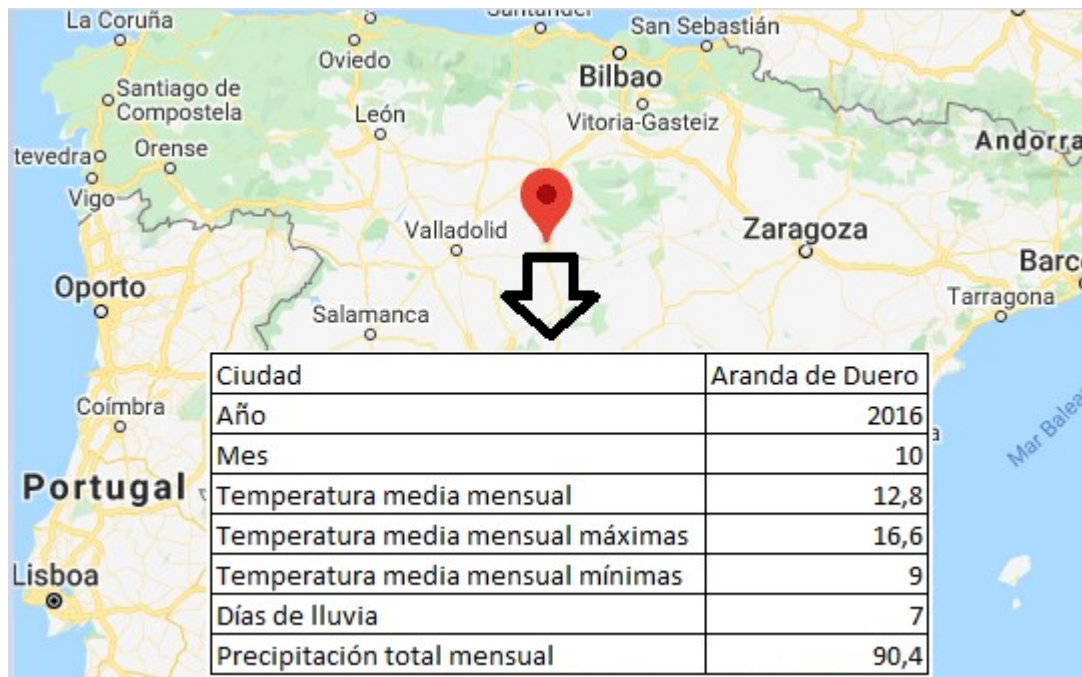 La Coruña
Santander
San Sebastián
Oviedo
Bilbao
Santiago de
Compostela
León
Vitoria-Gasteiz
Andorra
tevedra
Orense
Vigo
Valladolid
Zaragoza
Barc
Oporto
Tarragona
Salamanca
Ciudad Aranda de Duero
Año 2016
Coímbra
Mes 10
a
Mar Balea
Portugal
Temperatura media mensual 12,8
Temperatura media mensual máximas 16,6
Lisboa
Temperatura media mensual mínimas 9
Días de lluvia 7
Precipitación total mensual 90,4